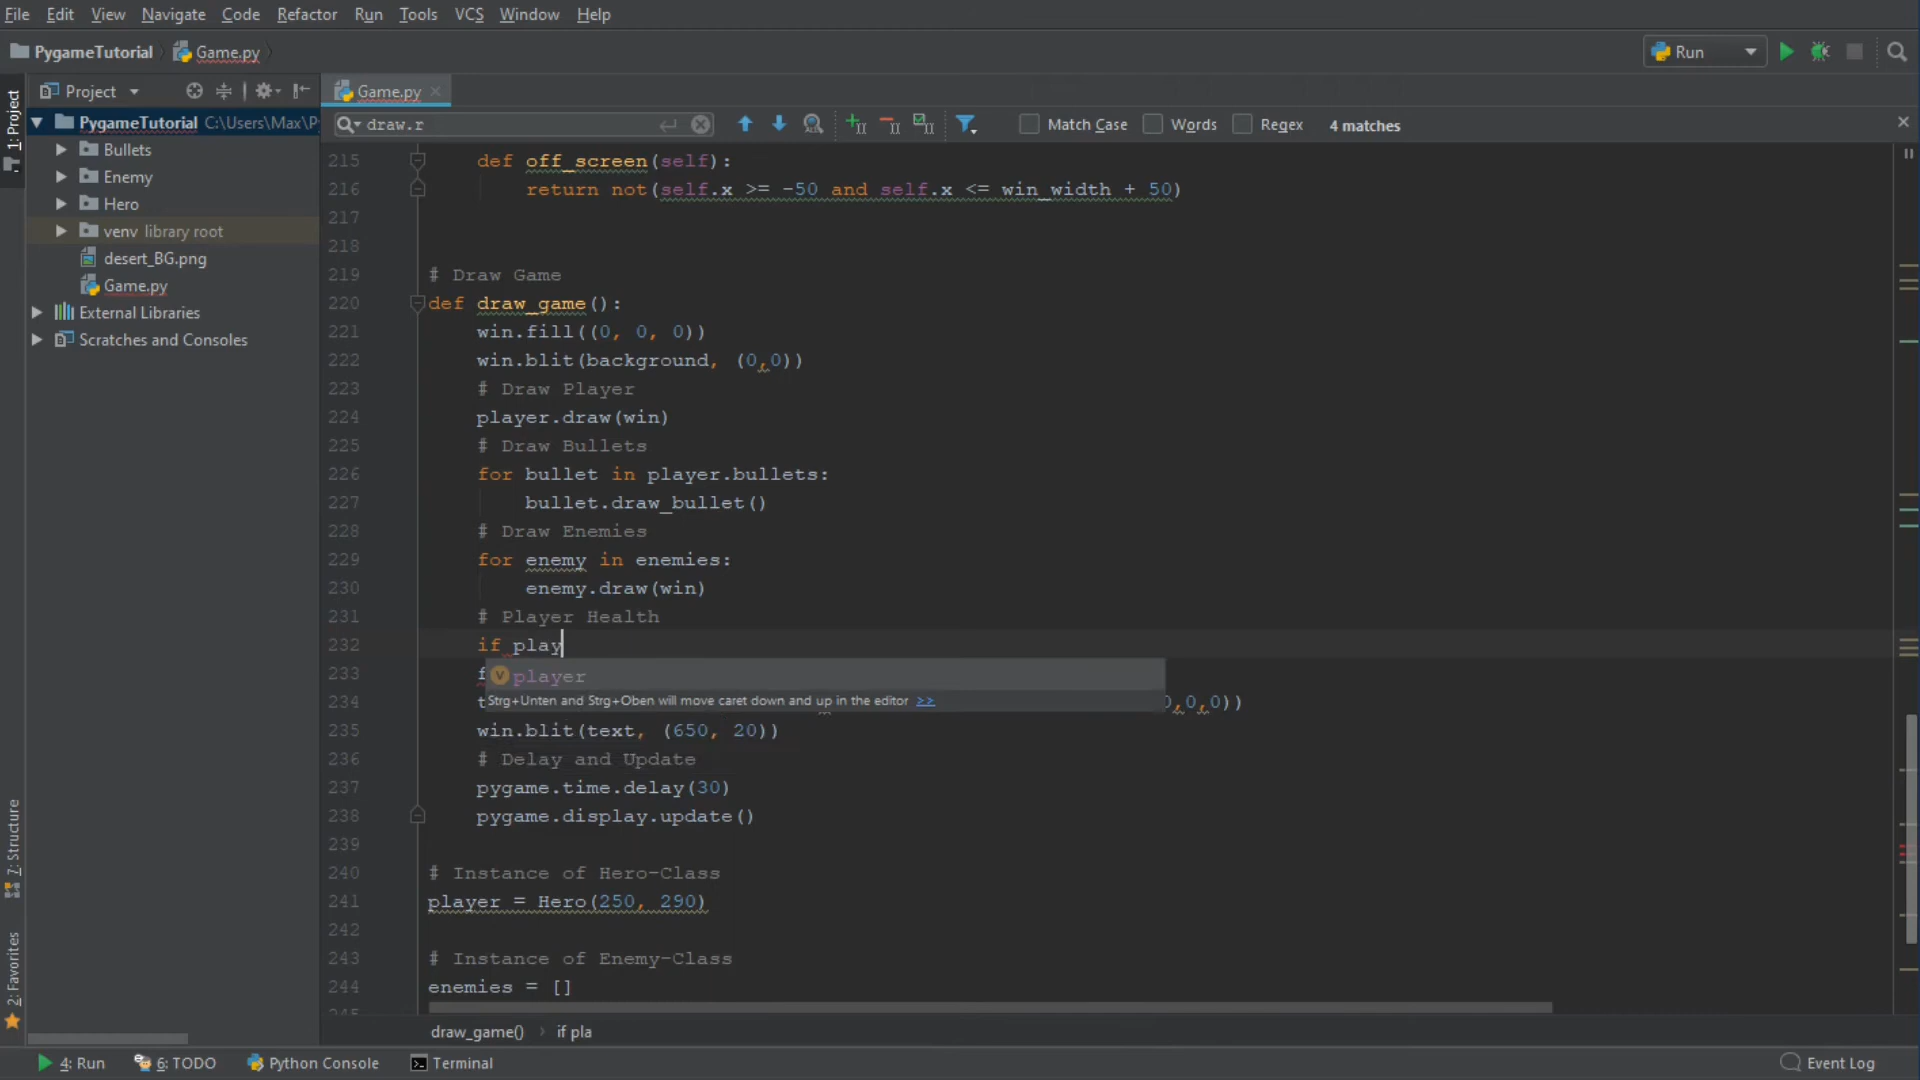 File Edit View Navigate Code Refactor Run Tools VCS Window Help
PygameTutorial Game.py Run
1: Project
Project
Game.py
PygameTutorial C:\Users\Max\P
draw.r Match Case Words Regex 4 matches
Bullets
Enemy
Hero
venv library root
desert_BG.png
Game.py
External Libraries
Scratches and Consoles
215 def off_screen(self):
216 return not(self.x >= -50 and self.x <= win_width + 50)
217
218
219 # Draw Game
220 def draw_game():
221 win.fill((0, 0, 0))
222 win.blit(background, (0,0))
223 # Draw Player
224 player.draw(win)
225 # Draw Bullets
226 for bullet in player.bullets:
227 bullet.draw_bullet()
228 # Draw Enemies
229 for enemy in enemies:
230 enemy.draw(win)
231 # Player Health
232 if play
233 f
v player
234 t ,0,0))
Strg+Unten and Strg+Oben will move caret down and up in the editor >>
235 win.blit(text, (650, 20))
236 # Delay and Update
237 pygame.time.delay(30)
238 pygame.display.update()
239
240 # Instance of Hero-Class
241 player = Hero(250, 290)
242
243 # Instance of Enemy-Class
244 enemies = []
draw_game() if pla
7: Structure
2: Favorites
4: Run 6: TODO Python Console Terminal Event Log